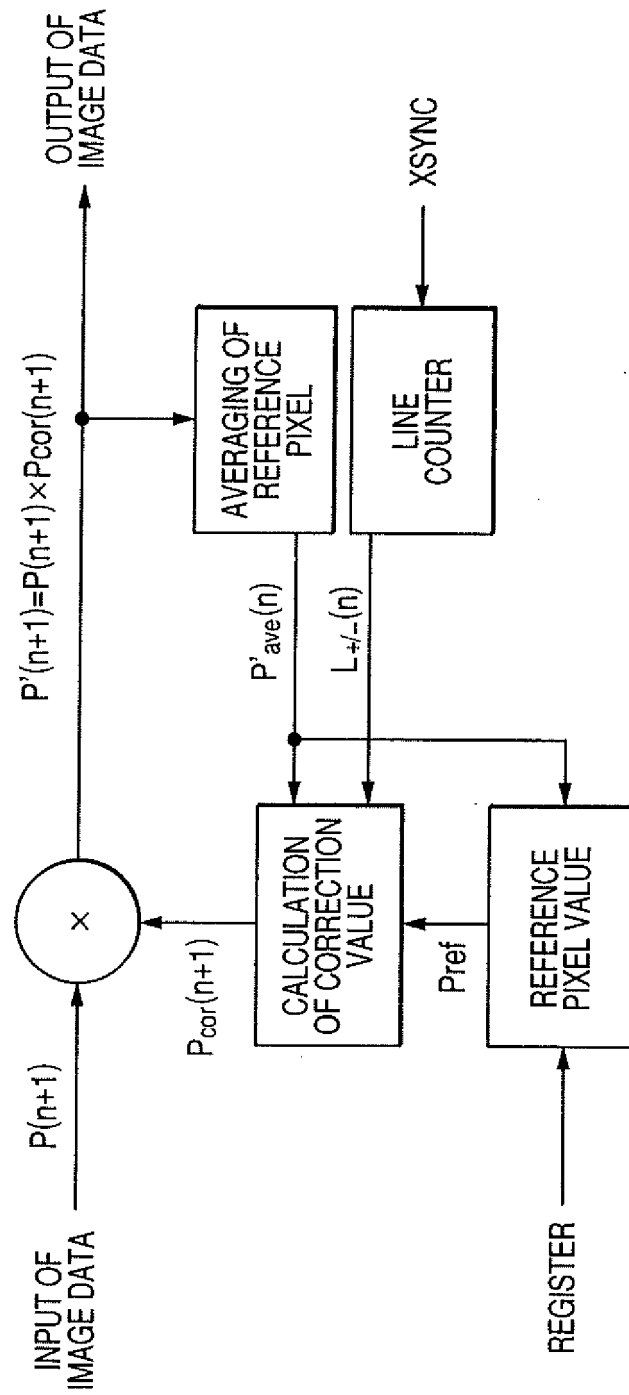 INPUT OF
IMAGE DATA
P(n+1)
×
P'(n+1)=P(n+1)×Pcor(n+1)
OUTPUT OF
IMAGE DATA
Pcor(n+1)
CALCULATION
OF CORRECTION
VALUE
P'ave(n)
L+/-(n)
AVERAGING OF
REFERENCE
PIXEL
LINE
COUNTER
XSYNC
Pref
REFERENCE
PIXEL VALUE
REGISTER